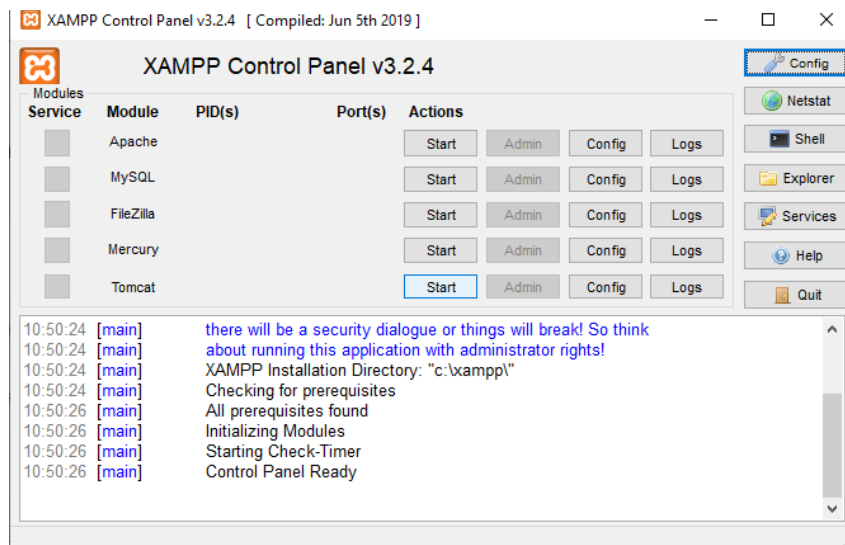 XAMPP Control Panel v3.2.4 [ Compiled: Jun 5th 2019 ]
XAMPP Control Panel v3.2.4
Config
Modules
Service Module PID(s) Port(s) Actions
Netstat
Apache Start Admin Config Logs
Shell
MySQL Start Admin Config Logs
Explorer
FileZilla Start Admin Config Logs
Services
Mercury Start Admin Config Logs
Help
Tomcat Start Admin Config Logs
Quit
10:50:24 [main] there will be a security dialogue or things will break! So think
10:50:24 [main] about running this application with administrator rights!
10:50:24 [main] XAMPP Installation Directory: "c:\xampp\"
10:50:24 [main] Checking for prerequisites
10:50:26 [main] All prerequisites found
10:50:26 [main] Initializing Modules
10:50:26 [main] Starting Check-Timer
10:50:26 [main] Control Panel Ready